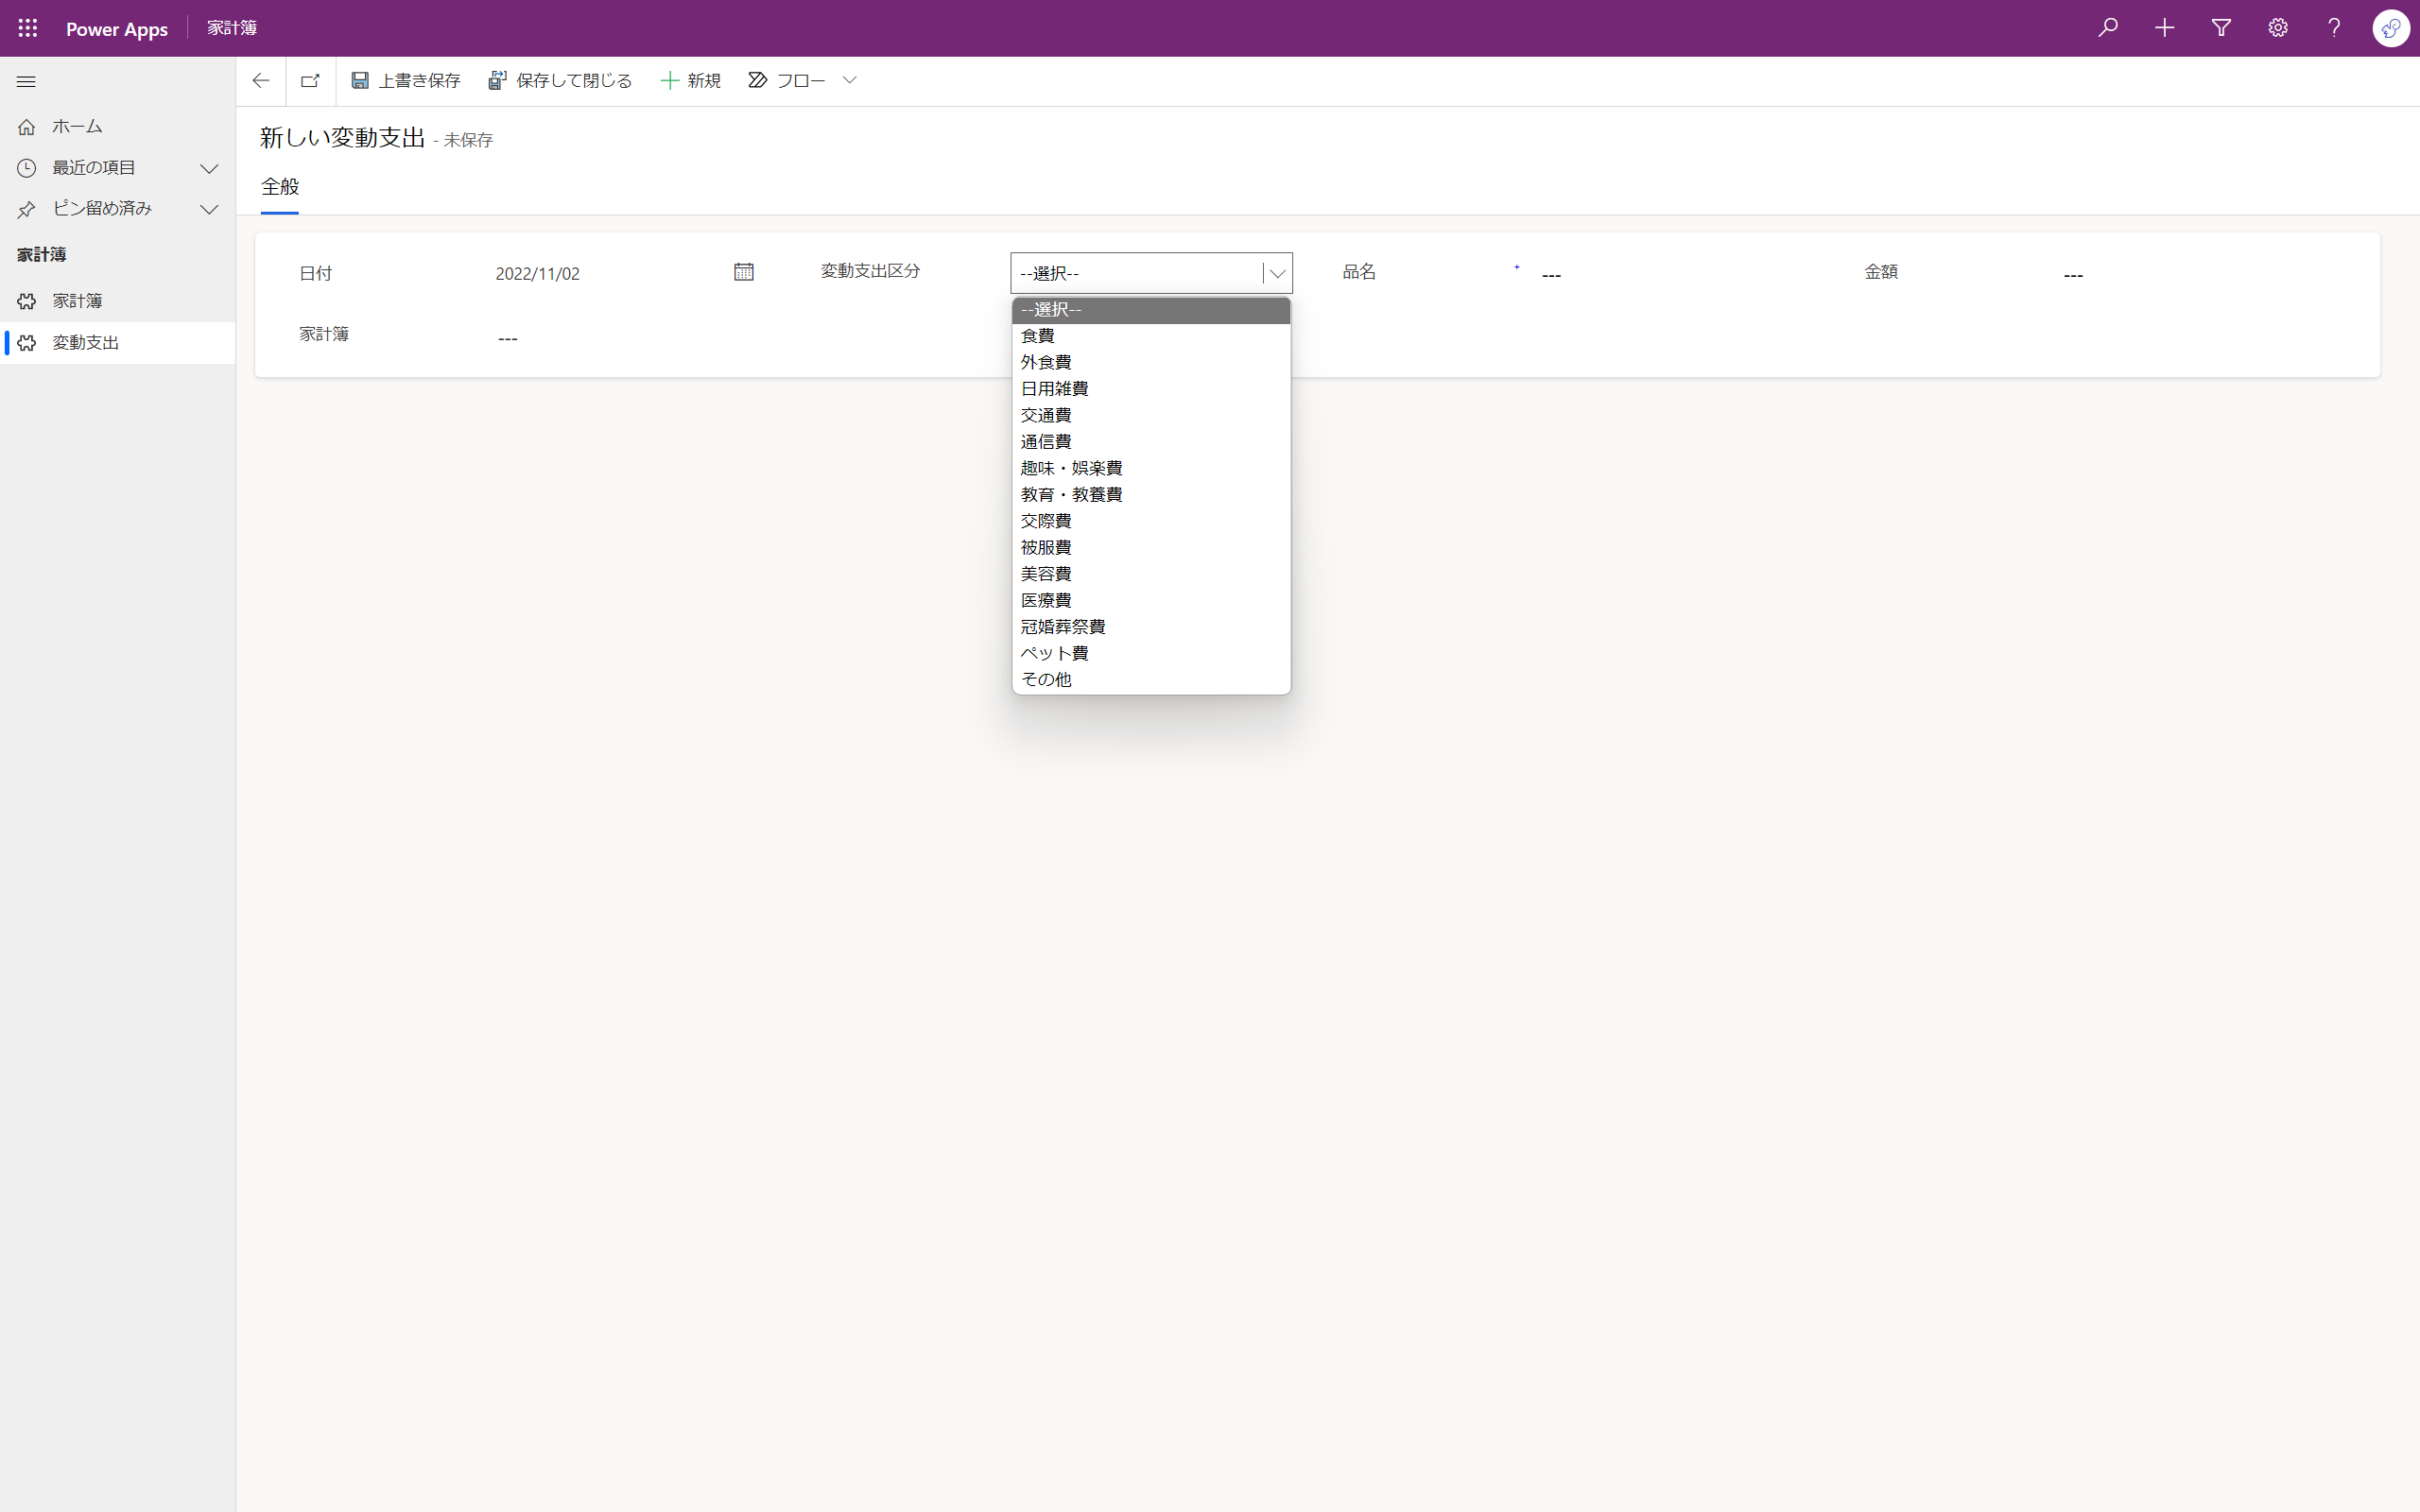 Power Apps 家計簿
上書き保存 保存して閉じる 新規 フロー
ホーム
最近の項目
ピン留め済み
家計簿
家計簿
変動支出
新しい変動支出 - 未保存
全般
日付 2022/11/02 変動支出区分 --選択-- 品名 + --- 金額 ---
家計簿 ---
--選択--
食費
外食費
日用雑費
交通費
通信費
趣味・娯楽費
教育・教養費
交際費
被服費
美容費
医療費
冠婚葬祭費
ペット費
その他